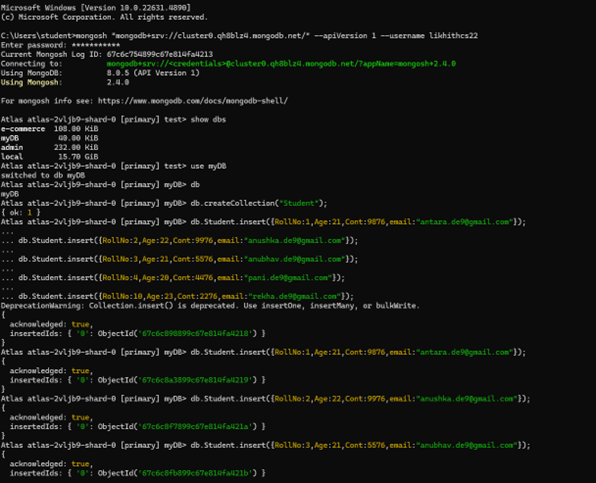 Microsoft Windows [Version 10.0.22631.4890]
(c) Microsoft Corporation. All rights reserved.
C:\Users\student>mongosh "mongodb+srv://cluster0.qh8blz4.mongodb.net/" --apiVersion 1 --username likhithcs22
Enter password: ***********
Current Mongosh Log ID: 67c6c754899c67e814fa4213
Connecting to: mongodb+srv://<credentials>@cluster0.qh8blz4.mongodb.net/?appName=mongosh+2.4.0
Using MongoDB: 8.0.5 (API Version 1)
Using Mongosh: 2.4.0
For mongosh info see: https://www.mongodb.com/docs/mongodb-shell/
Atlas atlas-2vljb9-shard-0 [primary] test> show dbs
e-commerce 108.00 KiB
myDB 40.00 KiB
admin 232.00 KiB
local 15.70 GiB
Atlas atlas-2vljb9-shard-0 [primary] test> use myDB
switched to db myDB
Atlas atlas-2vljb9-shard-0 [primary] myDB> db
myDB
Atlas atlas-2vljb9-shard-0 [primary] myDB> db.createCollection("Student");
{ ok: 1 }
Atlas atlas-2vljb9-shard-0 [primary] myDB> db.Student.insert({RollNo:1,Age:21,Cont:9876,email:"antara.de9@gmail.com"});
...
... db.Student.insert({RollNo:2,Age:22,Cont:9976,email:"anushka.de9@gmail.com"});
...
... db.Student.insert({RollNo:3,Age:21,Cont:5576,email:"anubhav.de9@gmail.com"});
...
... db.Student.insert({RollNo:4,Age:20,Cont:4476,email:"pani.de9@gmail.com"});
...
... db.Student.insert({RollNo:10,Age:23,Cont:2276,email:"rekha.de9@gmail.com"});
DeprecationWarning: Collection.insert() is deprecated. Use insertOne, insertMany, or bulkWrite.
{
acknowledged: true,
insertedIds: { '0': ObjectId('67c6c898899c67e814fa4218') }
}
Atlas atlas-2vljb9-shard-0 [primary] myDB> db.Student.insert({RollNo:1,Age:21,Cont:9876,email:"antara.de9@gmail.com"});
{
acknowledged: true,
insertedIds: { '0': ObjectId('67c6c8a3899c67e814fa4219') }
}
Atlas atlas-2vljb9-shard-0 [primary] myDB> db.Student.insert({RollNo:2,Age:22,Cont:9976,email:"anushka.de9@gmail.com"});
{
acknowledged: true,
insertedIds: { '0': ObjectId('67c6c8f7899c67e814fa421a') }
}
Atlas atlas-2vljb9-shard-0 [primary] myDB> db.Student.insert({RollNo:3,Age:21,Cont:5576,email:"anubhav.de9@gmail.com"});
{
acknowledged: true,
insertedIds: { '0': ObjectId('67c6c8fb899c67e814fa421b') }